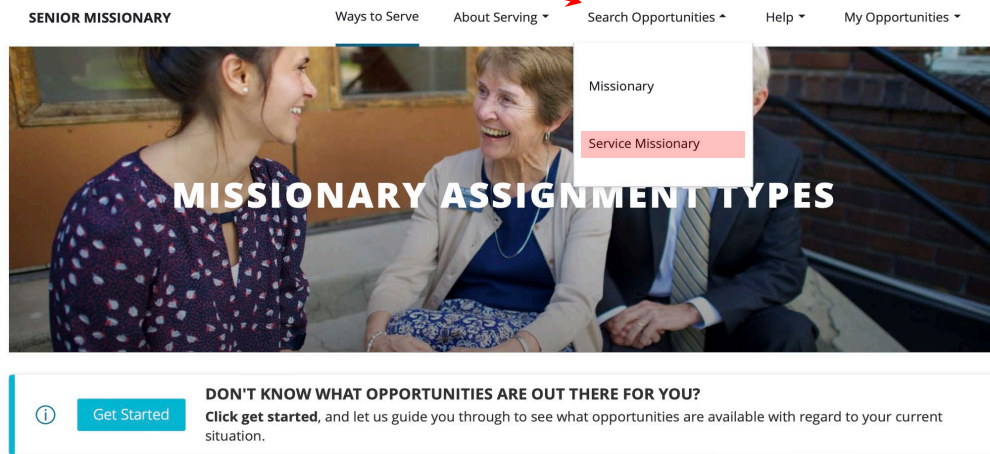 SENIOR MISSIONARY
Ways to Serve
About Serving
Search Opportunities
Help
My Opportunities
Missionary
Service Missionary
MISSIONARY ASSIGNMENT TYPES
Get Started
DON'T KNOW WHAT OPPORTUNITIES ARE OUT THERE FOR YOU?
Click get started, and let us guide you through to see what opportunities are available with regard to your current
situation.